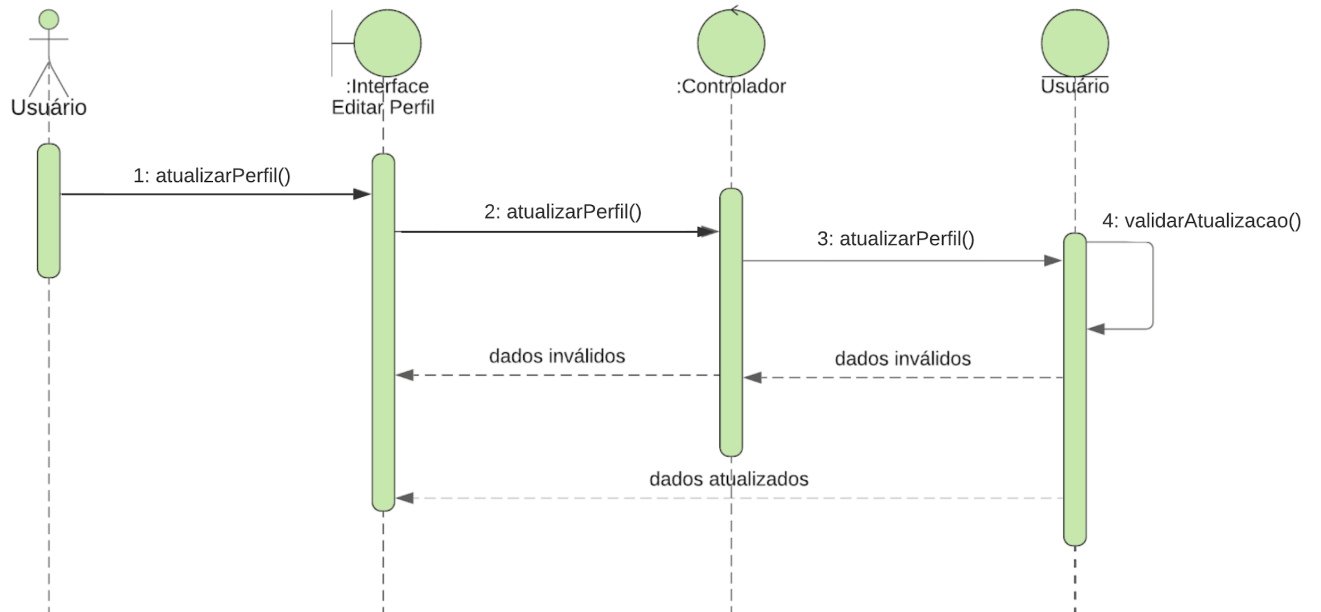 Usuário
:Interface
Editar Perfil
:Controlador
Usuário
1: atualizarPerfil()
2: atualizarPerfil()
3: atualizarPerfil()
4: validarAtualizacao()
dados inválidos
dados inválidos
dados atualizados